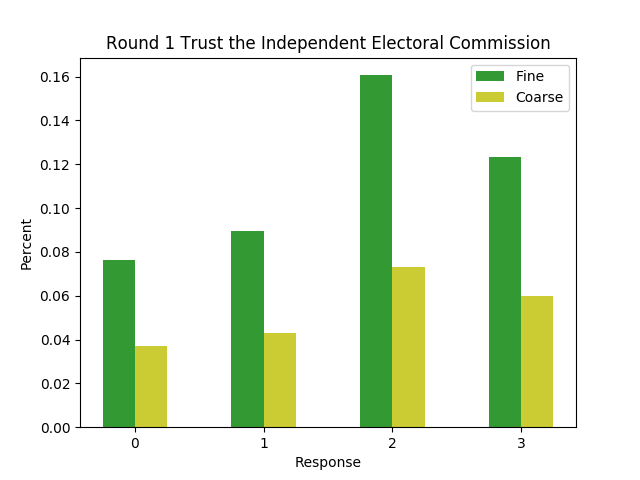 Round 1 Trust the Independent Electoral Commission
Fine
Coarse
Percent
0.16
0.14
0.12
0.10
0.08
0.06
0.04
0.02
0.00
0 1 2 3
Response